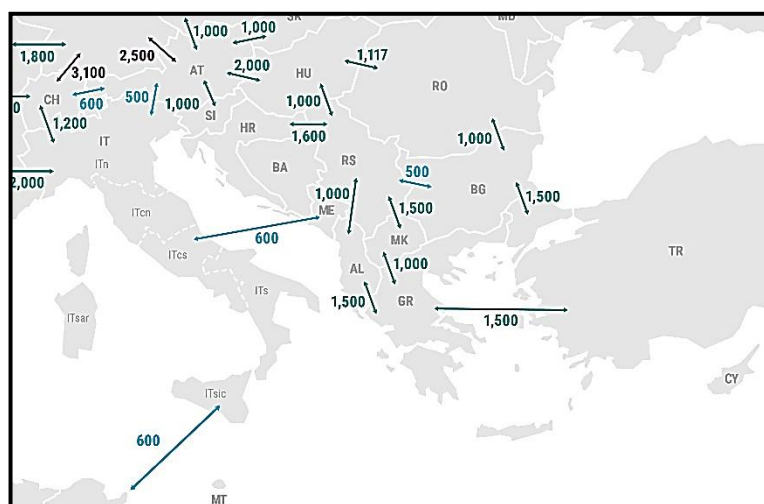 SK
MD
1,000
1,000
2,500
1,117
1,800
3,100
AT
2,000
HU
RO
CH
600
500
1,000
1,000
0
SI
1,200
HR
1,600
IT
1,000
ITn
BA
RS
500
2,000
1,000
BG
ITcn
ME
1,500
1,500
600
MK
ITcs
TR
AL
1,000
ITs
1,500
GR
ITsar
1,500
CY
ITsic
600
MT